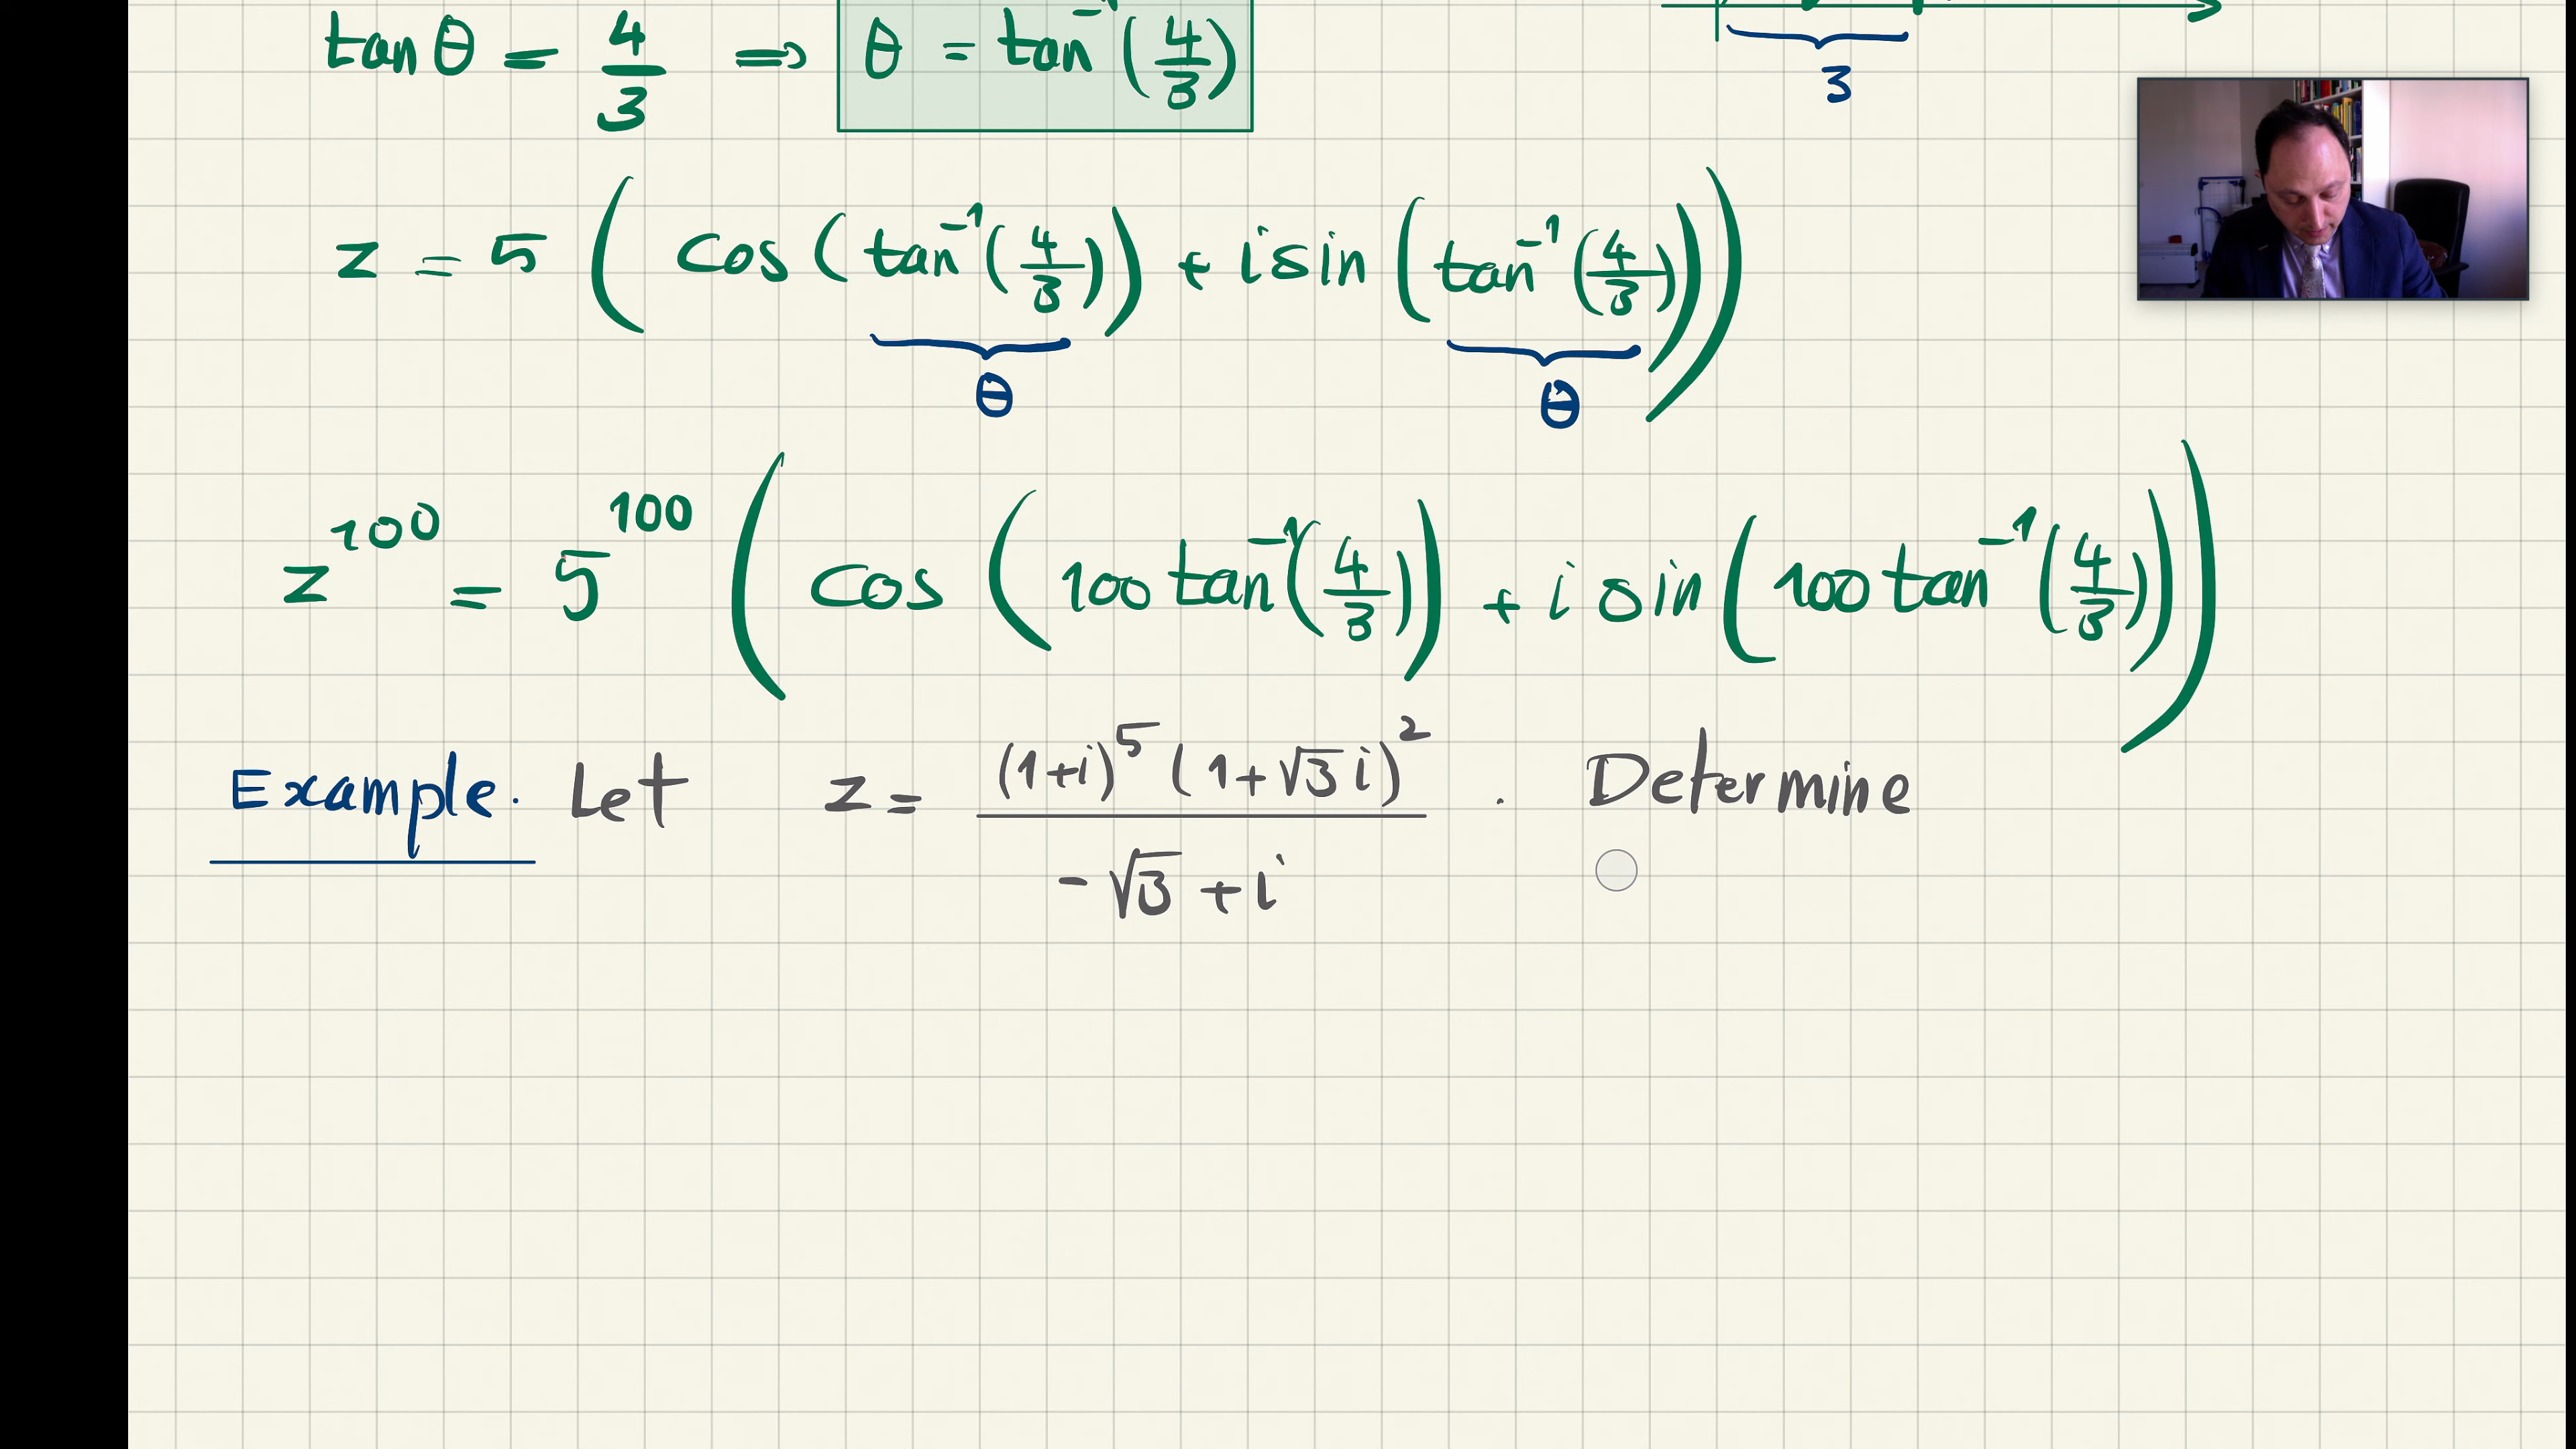 tan θ = 4/3 ⇒ θ = tan⁻¹(4/3)
3
z = 5 ( cos (tan⁻¹(4/3)) + i sin (tan⁻¹(4/3)))
θ θ
z¹⁰⁰ = 5¹⁰⁰ ( cos (100 tan⁻¹(4/3)) + i sin (100 tan⁻¹(4/3)))
Example. Let z = (1+i)⁵ (1+√3 i)² / (-√3 + i) . Determine